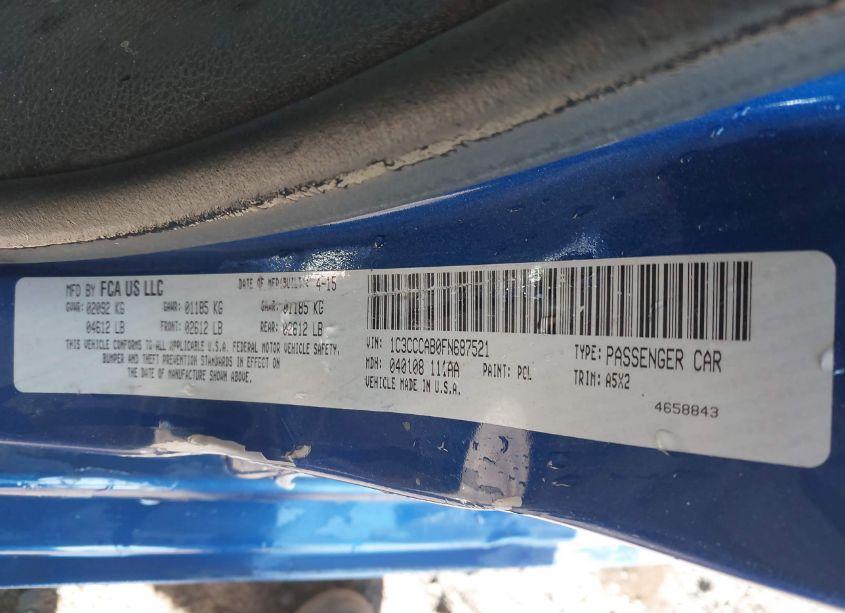 MFD BY FCA US LLC DATE OF MFR(BUILT): 4-15
GVWR: 02092 KG GAWR: 01185 KG GAWR: 01185 KG
04612 LB FRONT: 02612 LB REAR: 02612 LB
THIS VEHICLE CONFORMS TO ALL APPLICABLE U.S.A. FEDERAL MOTOR VEHICLE SAFETY,
BUMPER AND THEFT PREVENTION STANDARDS IN EFFECT ON
THE DATE OF MANUFACTURE SHOWN ABOVE.
VIN: 1C3CCCAB0FN687521 TYPE: PASSENGER CAR
MDH: 040108 111AA PAINT: PCL TRIM: A5X2
VEHICLE MADE IN U.S.A.
4658843